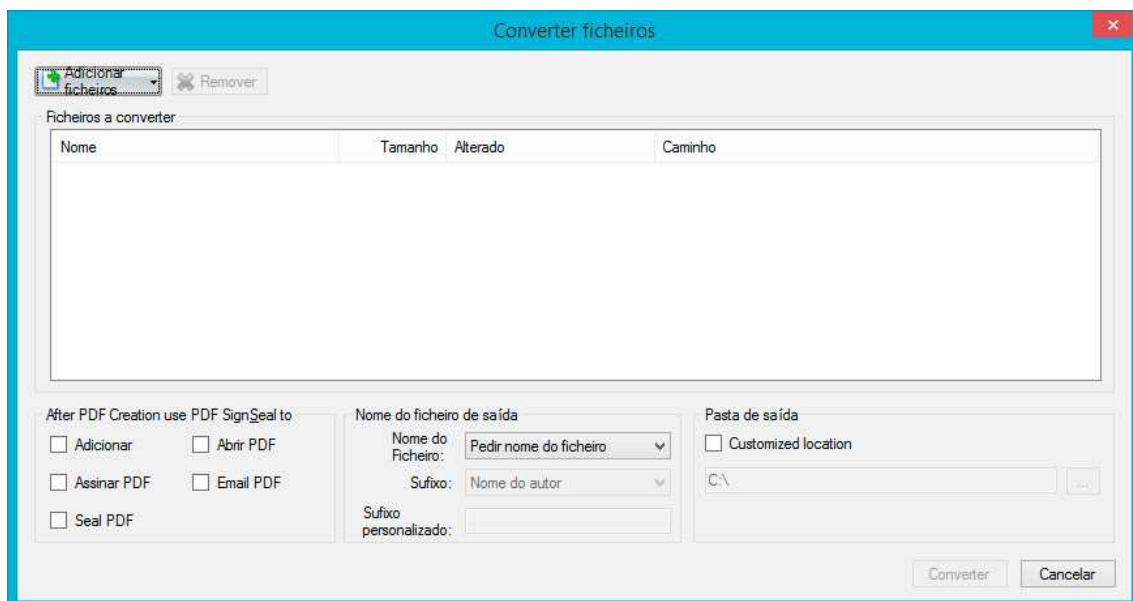 Converter ficheiros
Adicionar
ficheiros
Remover
Ficheiros a converter
Nome Tamanho Alterado Caminho
After PDF Creation use PDF SignSeal to
Adicionar Abrir PDF
Assinar PDF Email PDF
Seal PDF
Nome do ficheiro de saída
Nome do
Ficheiro: Pedir nome do ficheiro
Sufixo: Nome do autor
Sufixo
personalizado:
Pasta de saída
Customized location
C:\
...
Converter Cancelar